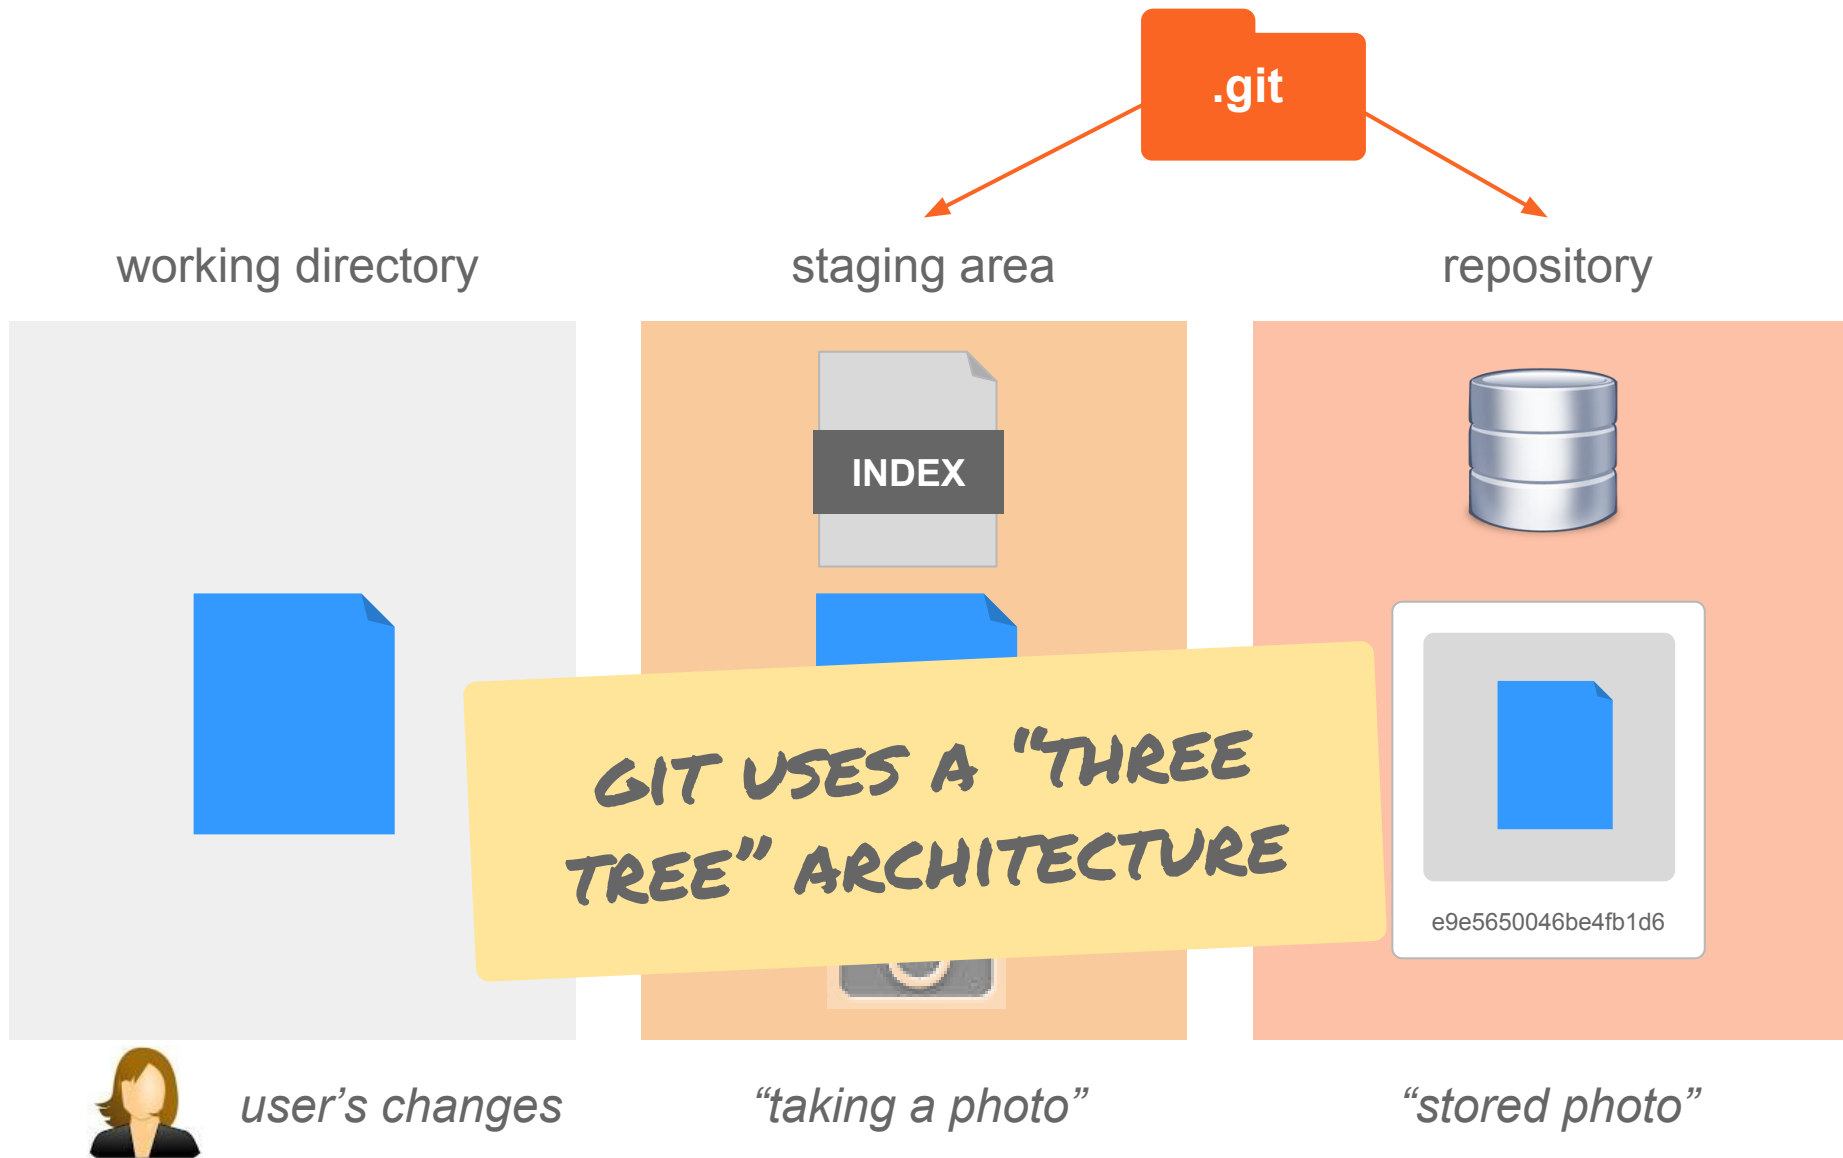 .git
working directory
staging area
repository
INDEX
GIT USES A “THREE
TREE” ARCHITECTURE
e9e5650046be4fb1d6
user’s changes
“taking a photo”
“stored photo”